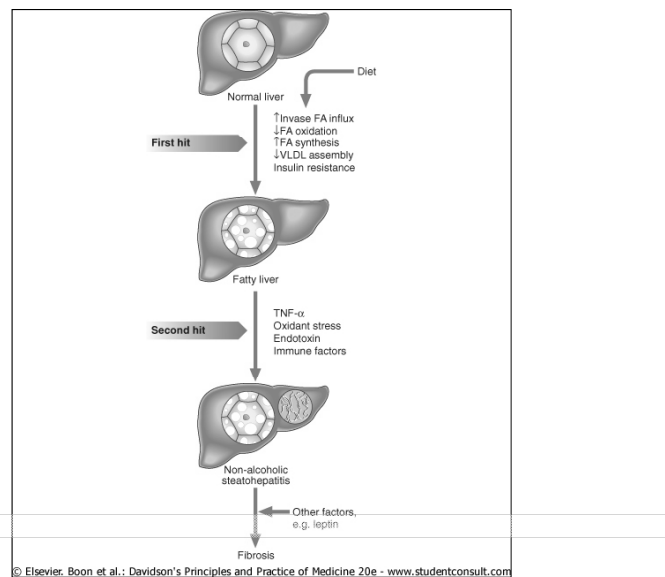 Diet
Normal liver
↑Invase FA influx
↓FA oxidation
↑FA synthesis
↓VLDL assembly
Insulin resistance
First hit
Fatty liver
TNF-α
Oxidant stress
Endotoxin
Immune factors
Second hit
Non-alcoholic
steatohepatitis
Other factors,
e.g. leptin
Fibrosis
© Elsevier. Boon et al.: Davidson's Principles and Practice of Medicine 20e - www.studentconsult.com